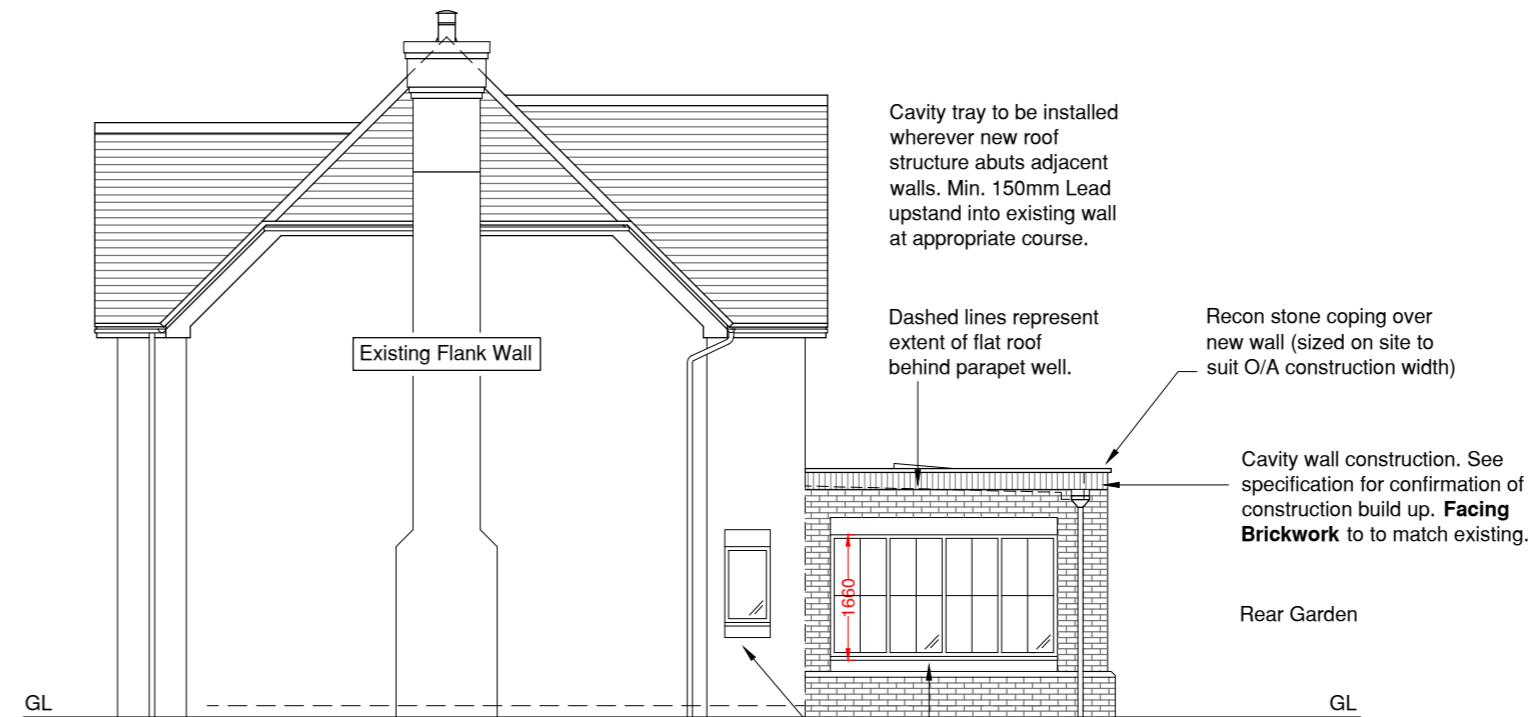 Cavity tray to be installed
wherever new roof
structure abuts adjacent
walls. Min. 150mm Lead
upstand into existing wall
at appropriate course.
Dashed lines represent
extent of flat roof
behind parapet well.
Recon stone coping over
new wall (sized on site to
suit O/A construction width)
Existing Flank Wall
Cavity wall construction. See
specification for confirmation of
construction build up. Facing
Brickwork to to match existing.
1660
Rear Garden
GL
GL